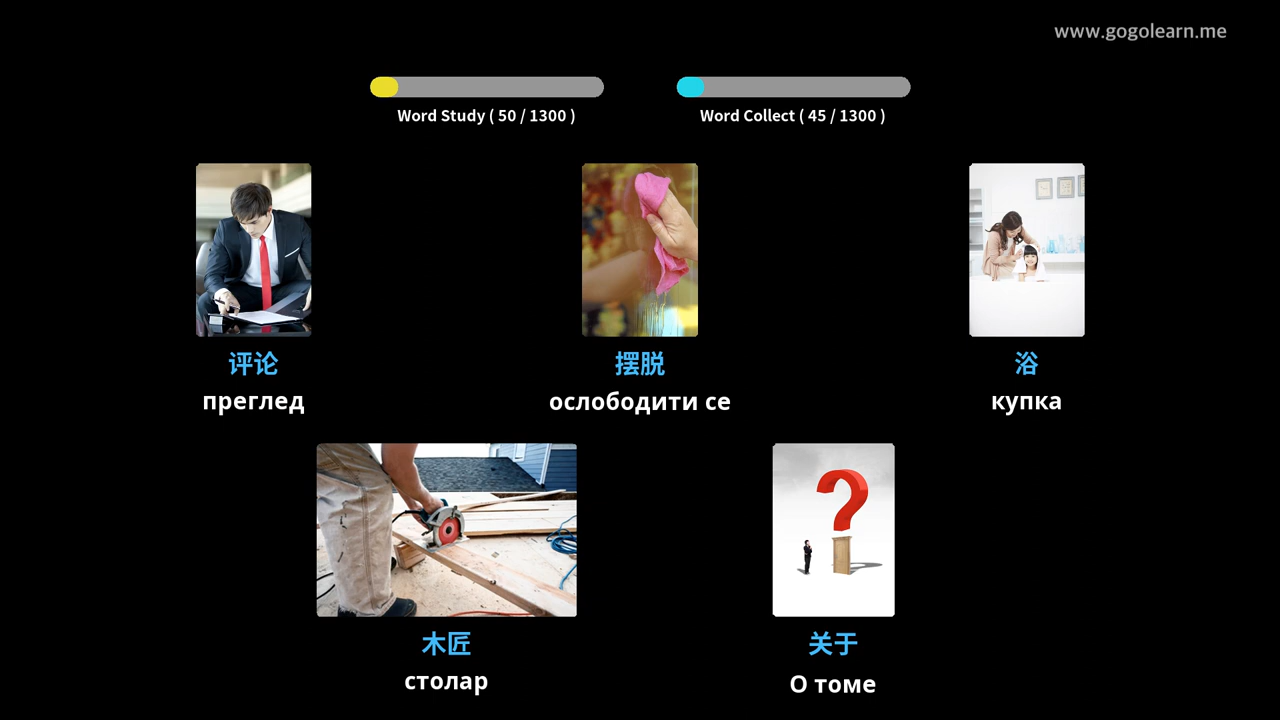 www.gogolearn.me
Word Study ( 50 / 1300 )
Word Collect ( 45 / 1300 )
评论
преглед
摆脱
ослободити се
浴
купка
木匠
столар
关于
О томе